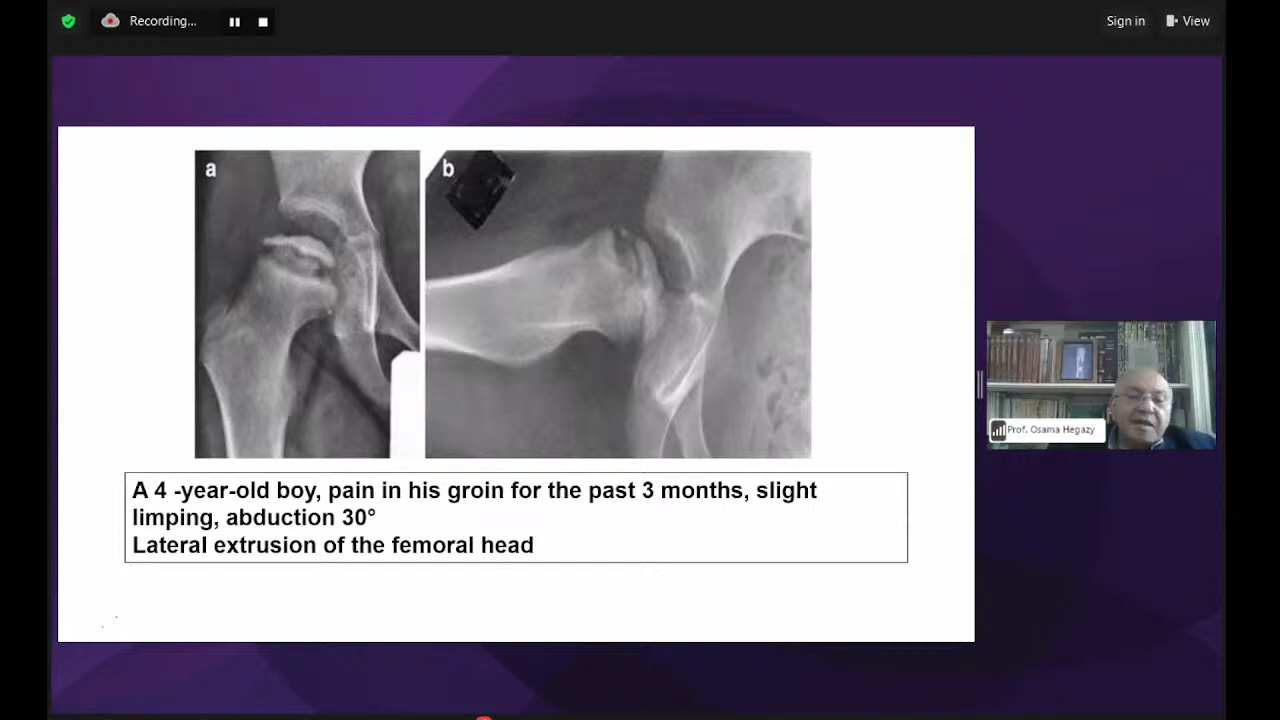 Recording...
Sign in
View
a
b
Prof. Osama Hegazy
A 4 -year-old boy, pain in his groin for the past 3 months, slight
limping, abduction 30°
Lateral extrusion of the femoral head